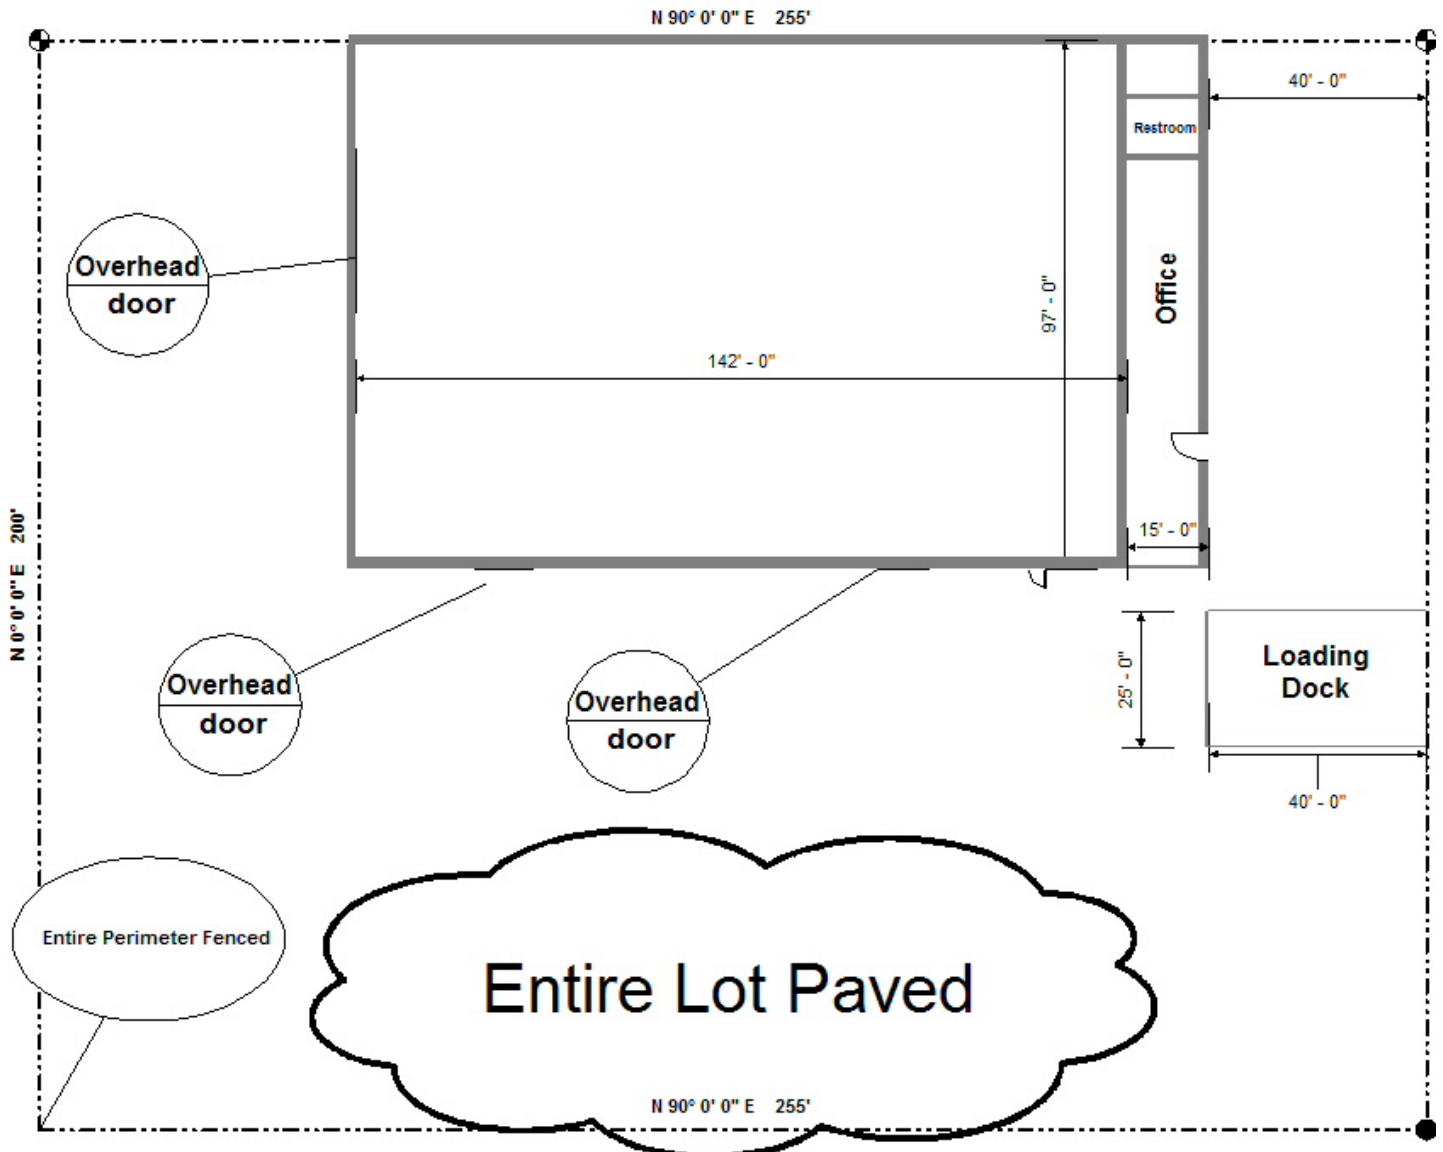 N 90° 0' 0" E 255'
40' - 0"
Restroom
Overhead
door
Office
97' - 0"
142' - 0"
15' - 0"
N 0° 0' 0" E 200'
Overhead
door
Overhead
door
25' - 0"
Loading
Dock
40' - 0"
Entire Perimeter Fenced
Entire Lot Paved
N 90° 0' 0" E 255'